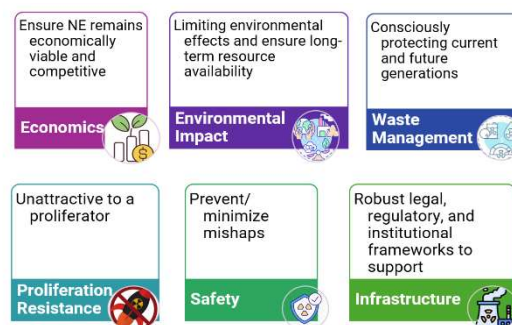 Ensure NE remains
economically
viable and
competitive
Economics
Limiting environmental
effects and ensure long-
term resource
availability
Environmental
Impact
Consciously
protecting current
and future
generations
Waste
Management
Unattractive to a
proliferator
Proliferation
Resistance
Prevent/
minimize
mishaps
Safety
Robust legal,
regulatory, and
institutional
frameworks to
support
Infrastructure